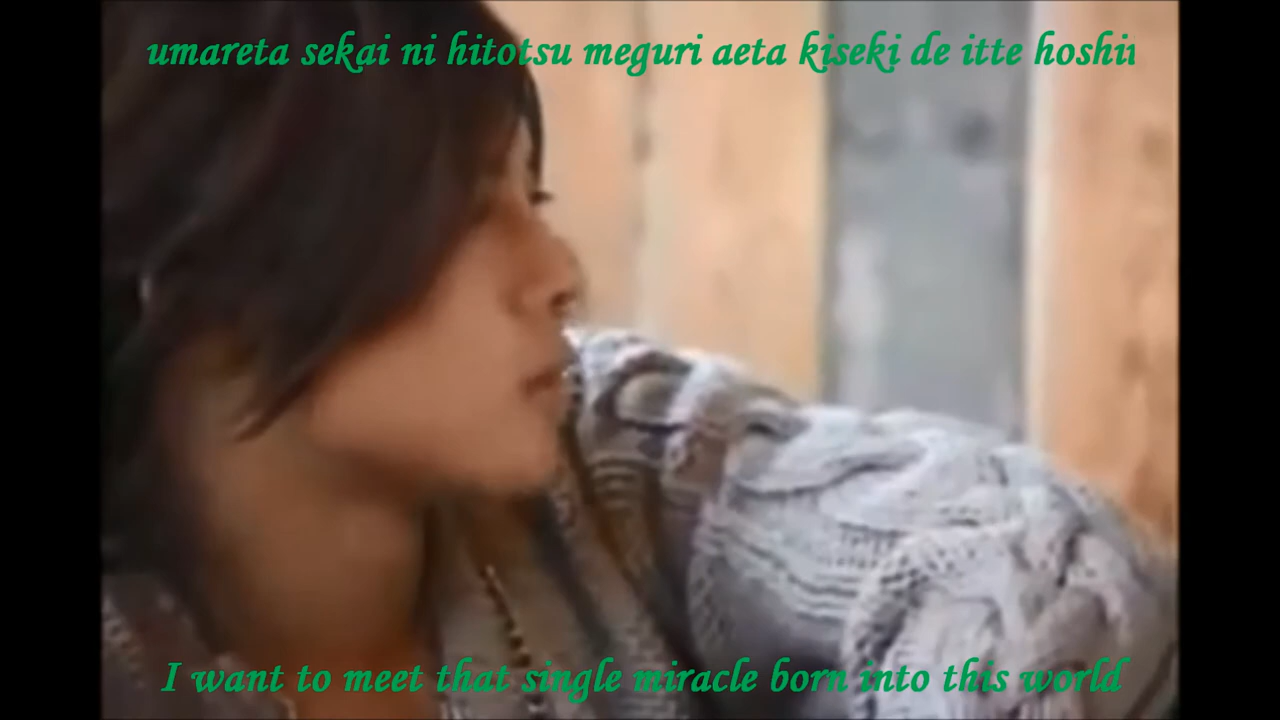 umareta sekai ni hitotsu meguri aeta kiseki de itte hoshii
I want to meet that single miracle born into this world